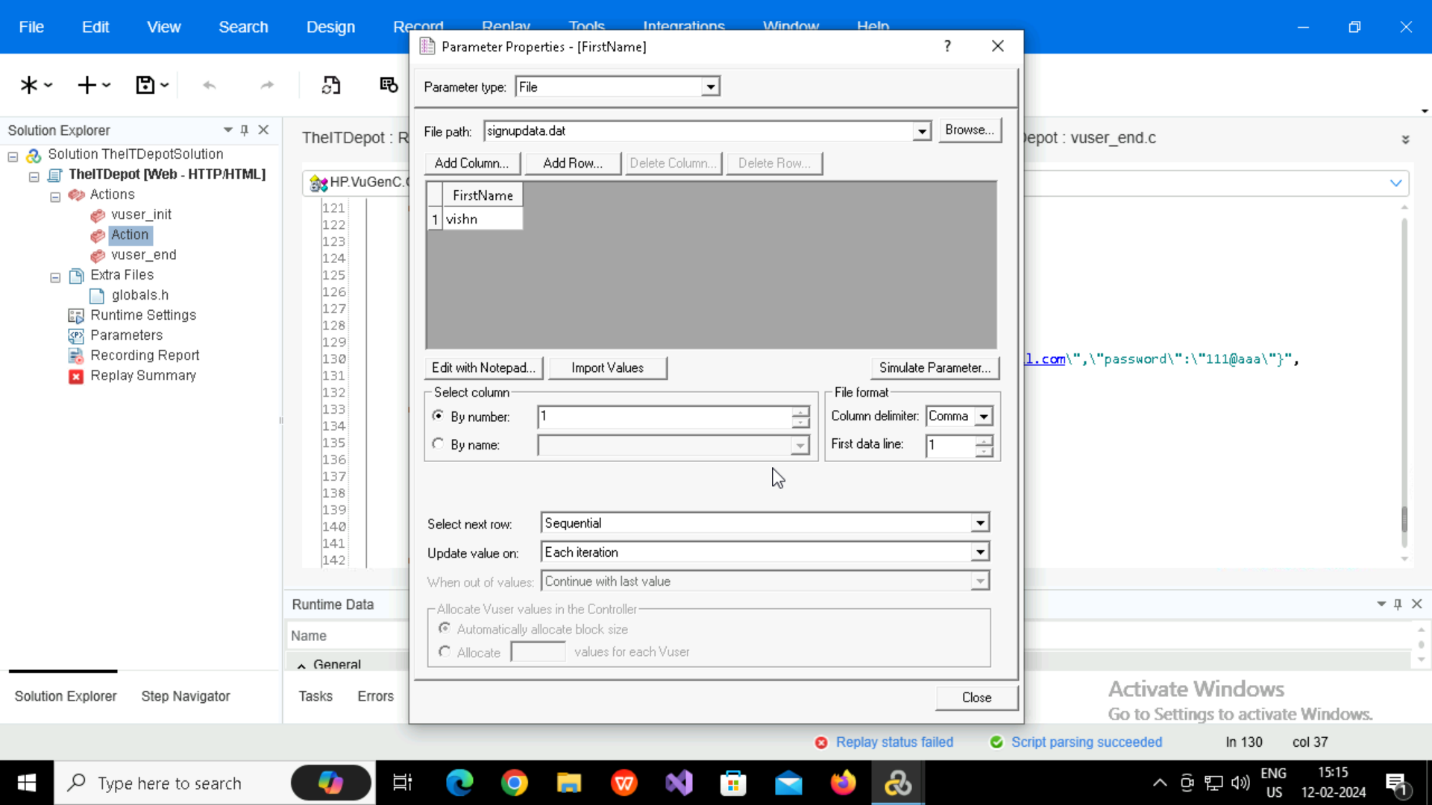 File Edit View Search Design Record Replay Tools Integrations Window Help
Parameter Properties - [FirstName]
?
Parameter type: File
Solution Explorer
Solution TheITDepotSolution
TheITDepot [Web - HTTP/HTML]
Actions
vuser_init
Action
vuser_end
Extra Files
globals.h
Runtime Settings
Parameters
Recording Report
Replay Summary
Solution Explorer Step Navigator
TheITDepot : R
Depot : vuser_end.c
HP.VuGenC.C
121
122
123
124
125
126
127
128
129
130
131
132
133
134
135
136
137
138
139
140
141
142
l.com\",\"password\":\"111@aaa\"}",
File path: signupdata.dat Browse...
Add Column... Add Row... Delete Column... Delete Row...
FirstName
1 vishn
Edit with Notepad... Import Values Simulate Parameter...
Select column
By number: 1
By name:
File format
Column delimiter: Comma
First data line: 1
Select next row: Sequential
Update value on: Each iteration
When out of values: Continue with last value
Allocate Vuser values in the Controller
Automatically allocate block size
Allocate values for each Vuser
Close
Runtime Data
Name
General
Tasks Errors
Activate Windows
Go to Settings to activate Windows.
Replay status failed Script parsing succeeded ln 130 col 37
Type here to search
ENG
US
15:15
12-02-2024
1